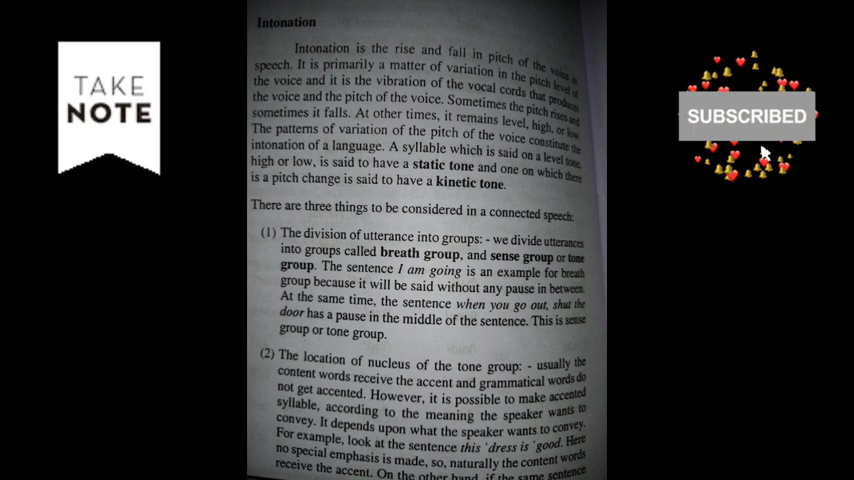 TAKE
NOTE
SUBSCRIBED
Intonation
Intonation is the rise and fall in pitch of the voice in
speech. It is primarily a matter of variation in the pitch level of
the voice and it is the vibration of the vocal cords that produces
the voice and the pitch of the voice. Sometimes the pitch rises and
sometimes it falls. At other times, it remains level, high, or low.
The patterns of variation of the pitch of the voice constitute the
intonation of a language. A syllable which is said on a level tone,
high or low, is said to have a static tone and one on which there
is a pitch change is said to have a kinetic tone.
There are three things to be considered in a connected speech:
(1) The division of utterance into groups: - we divide utterances
into groups called breath group, and sense group or tone
group. The sentence I am going is an example for breath
group because it will be said without any pause in between.
At the same time, the sentence when you go out, shut the
door has a pause in the middle of the sentence. This is sense
group or tone group.
(2) The location of nucleus of the tone group: - usually the
content words receive the accent and grammatical words do
not get accented. However, it is possible to make accented
syllable, according to the meaning the speaker wants to
convey. It depends upon what the speaker wants to convey.
For example, look at the sentence this 'dress is 'good. Here
no special emphasis is made, so, naturally the content words
receive the accent. On the other hand, if the same sentence